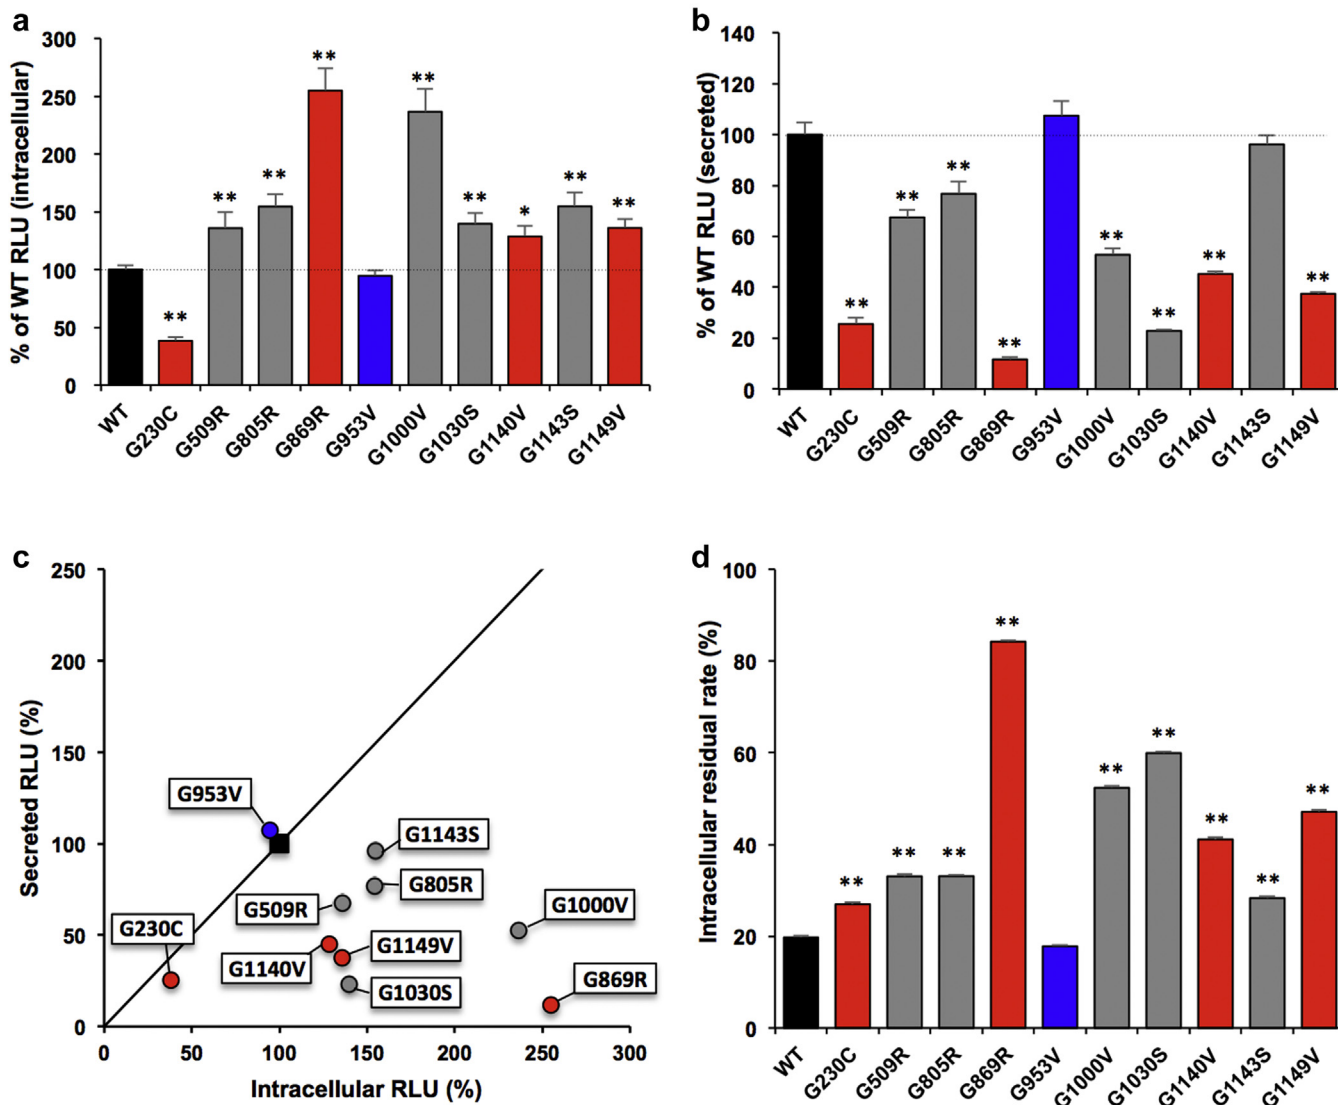 a
% of WT RLU (intracellular)
300
250
200
150
100
50
0
**
**
**
**
**
**
*
**
**
WT
G230C
G509R
G805R
G869R
G953V
G1000V
G1030S
G1140V
G1143S
G1149V
b
% of WT RLU (secreted)
140
120
100
80
60
40
20
0
**
**
**
**
**
**
**
**
WT
G230C
G509R
G805R
G869R
G953V
G1000V
G1030S
G1140V
G1143S
G1149V
c
Secreted RLU (%)
250
200
150
100
50
0
G953V
G1143S
G805R
G509R
G1000V
G230C
G1149V
G1140V
G869R
G1030S
0
50
100
150
200
250
300
Intracellular RLU (%)
d
Intracellular residual rate (%)
100
80
60
40
20
0
**
**
**
**
**
**
**
**
**
WT
G230C
G509R
G805R
G869R
G953V
G1000V
G1030S
G1140V
G1143S
G1149V